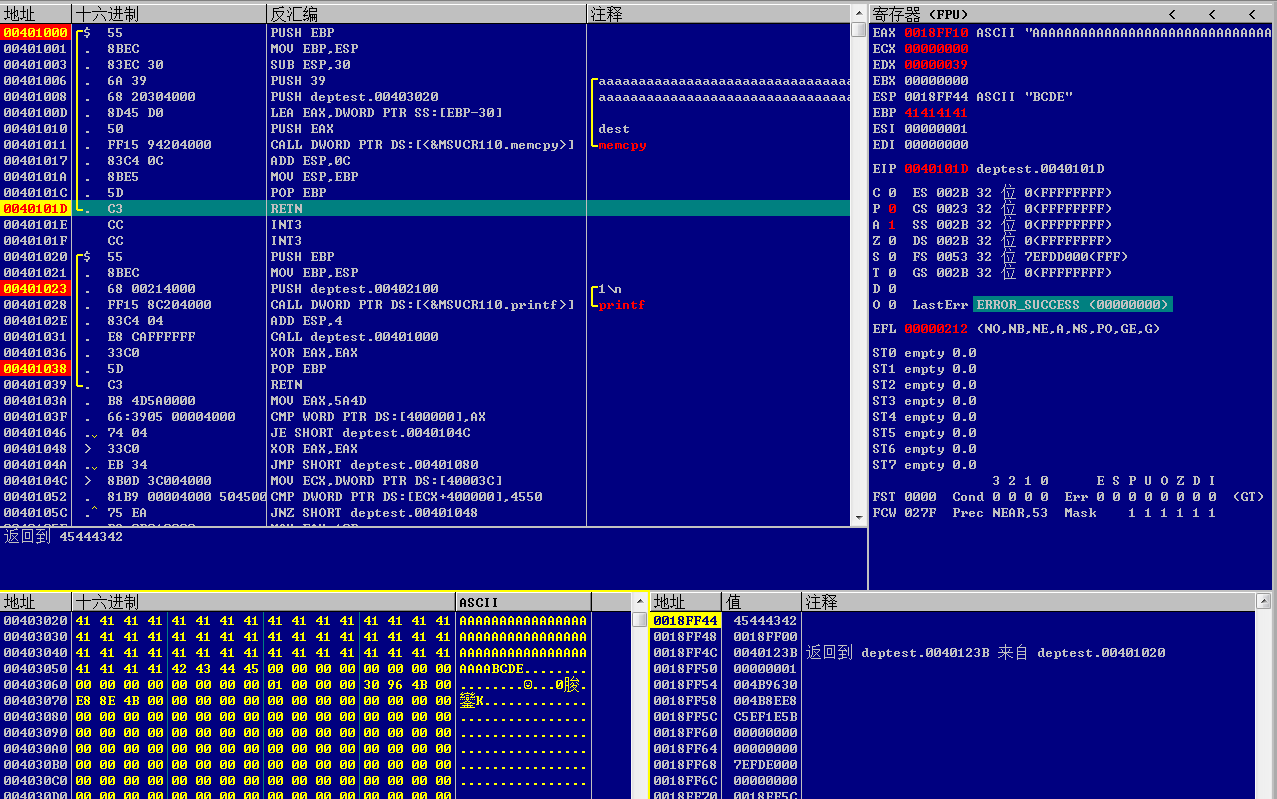 地址 十六进制 反汇编 注释
00401000 $ 55 PUSH EBP
00401001 . 8BEC MOV EBP,ESP
00401003 . 83EC 30 SUB ESP,30
00401006 . 6A 39 PUSH 39 aaaaaaaaaaaaaaaaaaaaaaaaaaaaaaaa
00401008 . 68 20304000 PUSH deptest.00403020 aaaaaaaaaaaaaaaaaaaaaaaaaaaaaaaa
0040100D . 8D45 D0 LEA EAX,DWORD PTR SS:[EBP-30]
00401010 . 50 PUSH EAX dest
00401011 . FF15 94204000 CALL DWORD PTR DS:[<&MSVCR110.memcpy>] memcpy
00401017 . 83C4 0C ADD ESP,0C
0040101A . 8BE5 MOV ESP,EBP
0040101C . 5D POP EBP
0040101D . C3 RETN
0040101E CC INT3
0040101F CC INT3
00401020 $ 55 PUSH EBP
00401021 . 8BEC MOV EBP,ESP
00401023 . 68 00214000 PUSH deptest.00402100 1\n
00401028 . FF15 8C204000 CALL DWORD PTR DS:[<&MSVCR110.printf>] printf
0040102E . 83C4 04 ADD ESP,4
00401031 . E8 CAFFFFFF CALL deptest.00401000
00401036 . 33C0 XOR EAX,EAX
00401038 . 5D POP EBP
00401039 . C3 RETN
0040103A . B8 4D5A0000 MOV EAX,5A4D
0040103F . 66:3905 00004000 CMP WORD PTR DS:[400000],AX
00401046 . 74 04 JE SHORT deptest.0040104C
00401048 > 33C0 XOR EAX,EAX
0040104A . EB 34 JMP SHORT deptest.00401080
0040104C > 8B0D 3C004000 MOV ECX,DWORD PTR DS:[40003C]
00401052 . 81B9 00004000 504500 CMP DWORD PTR DS:[ECX+400000],4550
0040105C . 75 EA JNZ SHORT deptest.00401048
返回到 45444342
寄存器 (FPU) < < <
EAX 0018FF10 ASCII "AAAAAAAAAAAAAAAAAAAAAAAAAAAAAA
ECX 00000000
EDX 00000039
EBX 00000000
ESP 0018FF44 ASCII "BCDE"
EBP 41414141
ESI 00000001
EDI 00000000
EIP 0040101D deptest.0040101D
C 0 ES 002B 32 位 0(FFFFFFFF)
P 0 CS 0023 32 位 0(FFFFFFFF)
A 1 SS 002B 32 位 0(FFFFFFFF)
Z 0 DS 002B 32 位 0(FFFFFFFF)
S 0 FS 0053 32 位 7EFDD000(FFF)
T 0 GS 002B 32 位 0(FFFFFFFF)
D 0
O 0 LastErr ERROR_SUCCESS (00000000)
EFL 00000212 (NO,NB,NE,A,NS,PO,GE,G)
ST0 empty 0.0
ST1 empty 0.0
ST2 empty 0.0
ST3 empty 0.0
ST4 empty 0.0
ST5 empty 0.0
ST6 empty 0.0
ST7 empty 0.0
3 2 1 0 E S P U O Z D I
FST 0000 Cond 0 0 0 0 Err 0 0 0 0 0 0 0 0 (GT)
FCW 027F Prec NEAR,53 Mask 1 1 1 1 1 1
地址 十六进制 ASCII
00403020 41 41 41 41 41 41 41 41 41 41 41 41 41 41 41 41 AAAAAAAAAAAAAAAA
00403030 41 41 41 41 41 41 41 41 41 41 41 41 41 41 41 41 AAAAAAAAAAAAAAAA
00403040 41 41 41 41 41 41 41 41 41 41 41 41 41 41 41 41 AAAAAAAAAAAAAAAA
00403050 41 41 41 41 42 43 44 45 00 00 00 00 00 00 00 00 AAAABCDE........
00403060 00 00 00 00 00 00 00 00 01 00 00 00 30 96 4B 00 ........☺...0朘.
00403070 E8 8E 4B 00 00 00 00 00 00 00 00 00 00 00 00 00 K.............
00403080 00 00 00 00 00 00 00 00 00 00 00 00 00 00 00 00 ................
00403090 00 00 00 00 00 00 00 00 00 00 00 00 00 00 00 00 ................
004030A0 00 00 00 00 00 00 00 00 00 00 00 00 00 00 00 00 ................
004030B0 00 00 00 00 00 00 00 00 00 00 00 00 00 00 00 00 ................
004030C0 00 00 00 00 00 00 00 00 00 00 00 00 00 00 00 00 ................
004030D0 00 00 00 00 00 00 00 00 00 00 00 00 00 00 00 00 ................
地址 值 注释
0018FF44 45444342
0018FF48 0018FF00
0018FF4C 0040123B 返回到 deptest.0040123B 来自 deptest.00401020
0018FF50 00000001
0018FF54 004B9630
0018FF58 004B8EE8
0018FF5C C5EF1E5B
0018FF60 00000000
0018FF64 00000000
0018FF68 7EFDE000
0018FF6C 00000000
0018FF70 0018FF5C